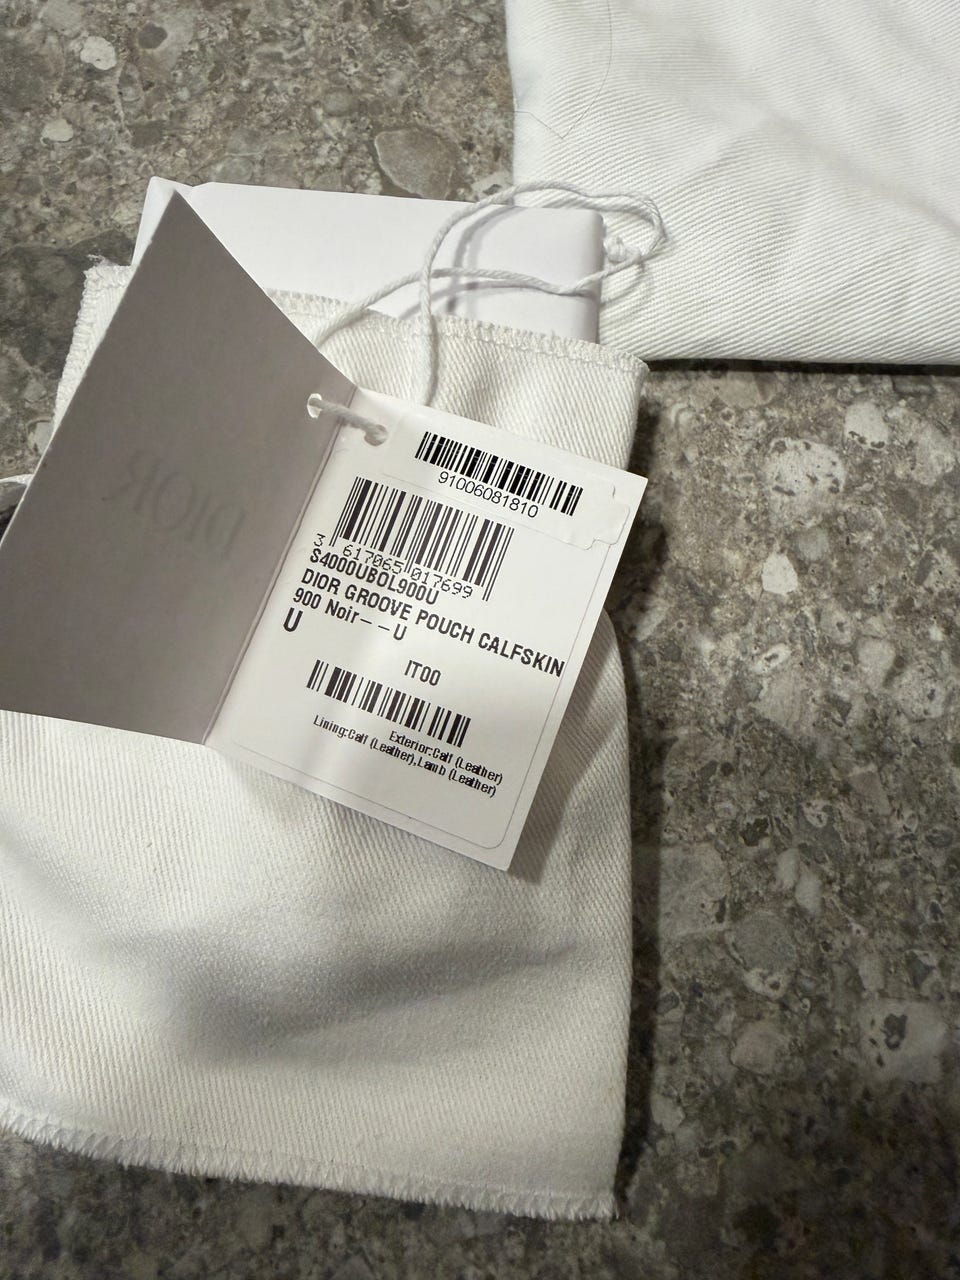 DIOR
91006081810
3 617065 017699
S4000UBOL900U
DIOR GROOVE POUCH CALFSKIN
900 Noir--U
U
IT00
Exterior:Calf (Leather)
Lining:Calf (Leather),Lamb (Leather)